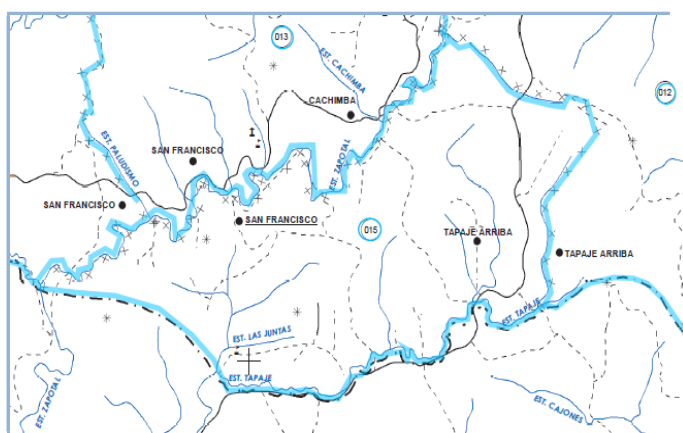 013
EST. CACHIMBA
012
CACHIMBA
SAN FRANCISCO
EST. PALUDISMO
EST. ZAPOTAL
SAN FRANCISCO
SAN FRANCISCO
015
TAPAJE ARRIBA
TAPAJE ARRIBA
EST. TAPAJE
EST. LAS JUNTAS
EST. TAPAJE
EST. ZAPOTAL
EST. CAJONES